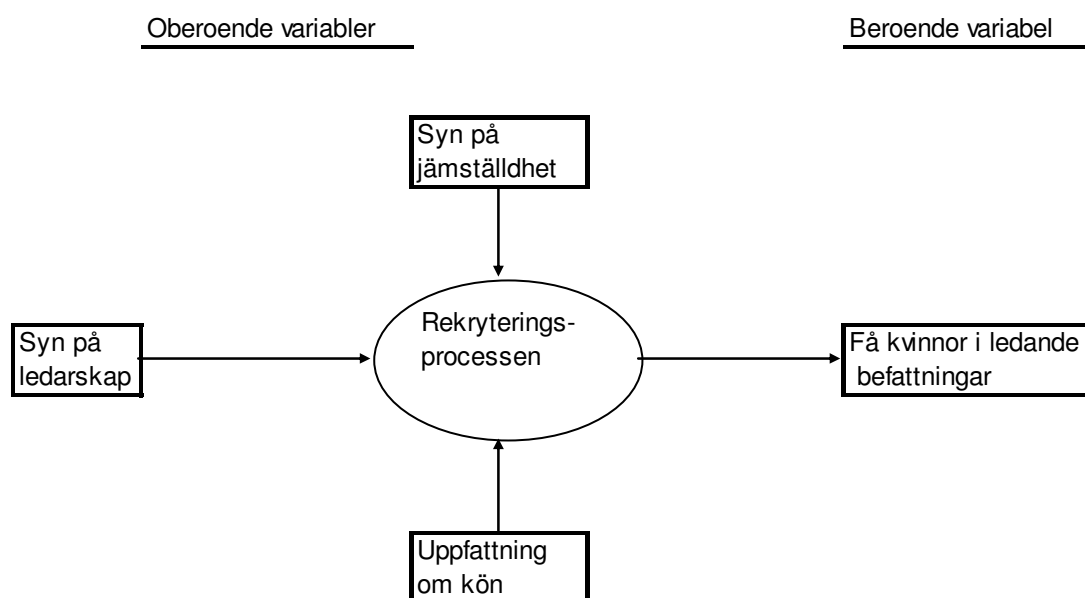 Oberoende variabler
Beroende variabel
Syn på
jämställdhet
Rekryterings-
processen
Syn på
ledarskap
Få kvinnor i ledande
befattningar
Uppfattning
om kön